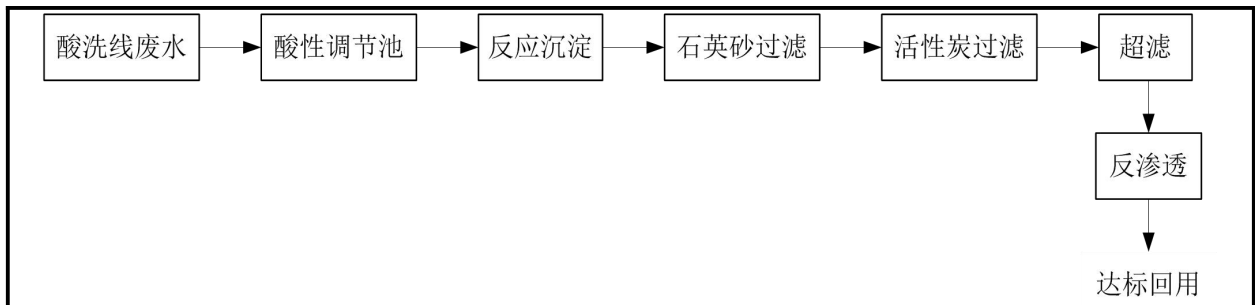 酸洗线废水
酸性调节池
反应沉淀
石英砂过滤
活性炭过滤
超滤
反渗透
达标回用